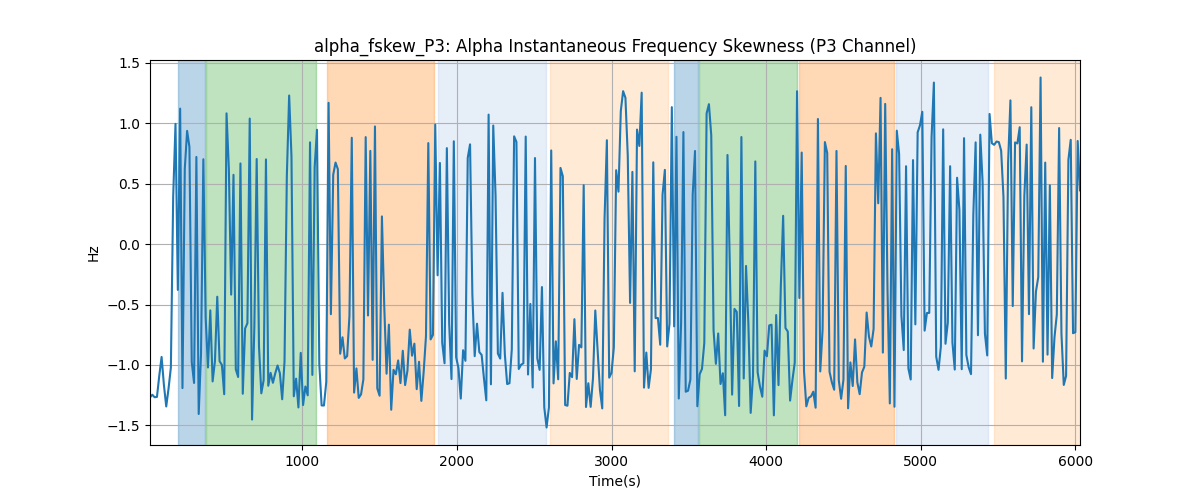 alpha_fskew_P3: Alpha Instantaneous Frequency Skewness (P3 Channel)
1.5
1.0
0.5
0.0
−0.5
−1.0
−1.5
Hz
1000 2000 3000 4000 5000 6000
Time(s)